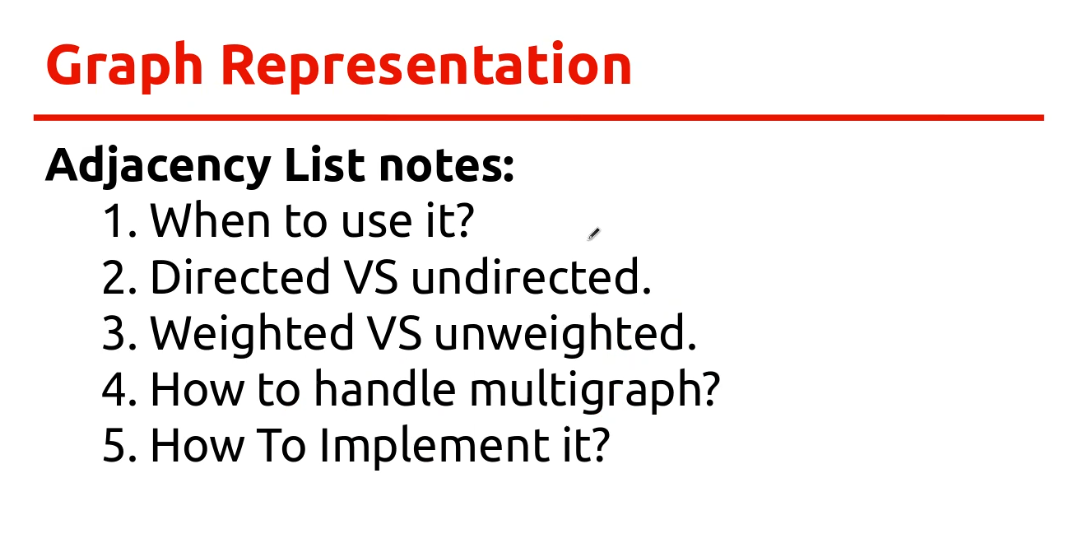 Graph Representation
Adjacency List notes:
1. When to use it?
2. Directed VS undirected.
3. Weighted VS unweighted.
4. How to handle multigraph?
5. How To Implement it?